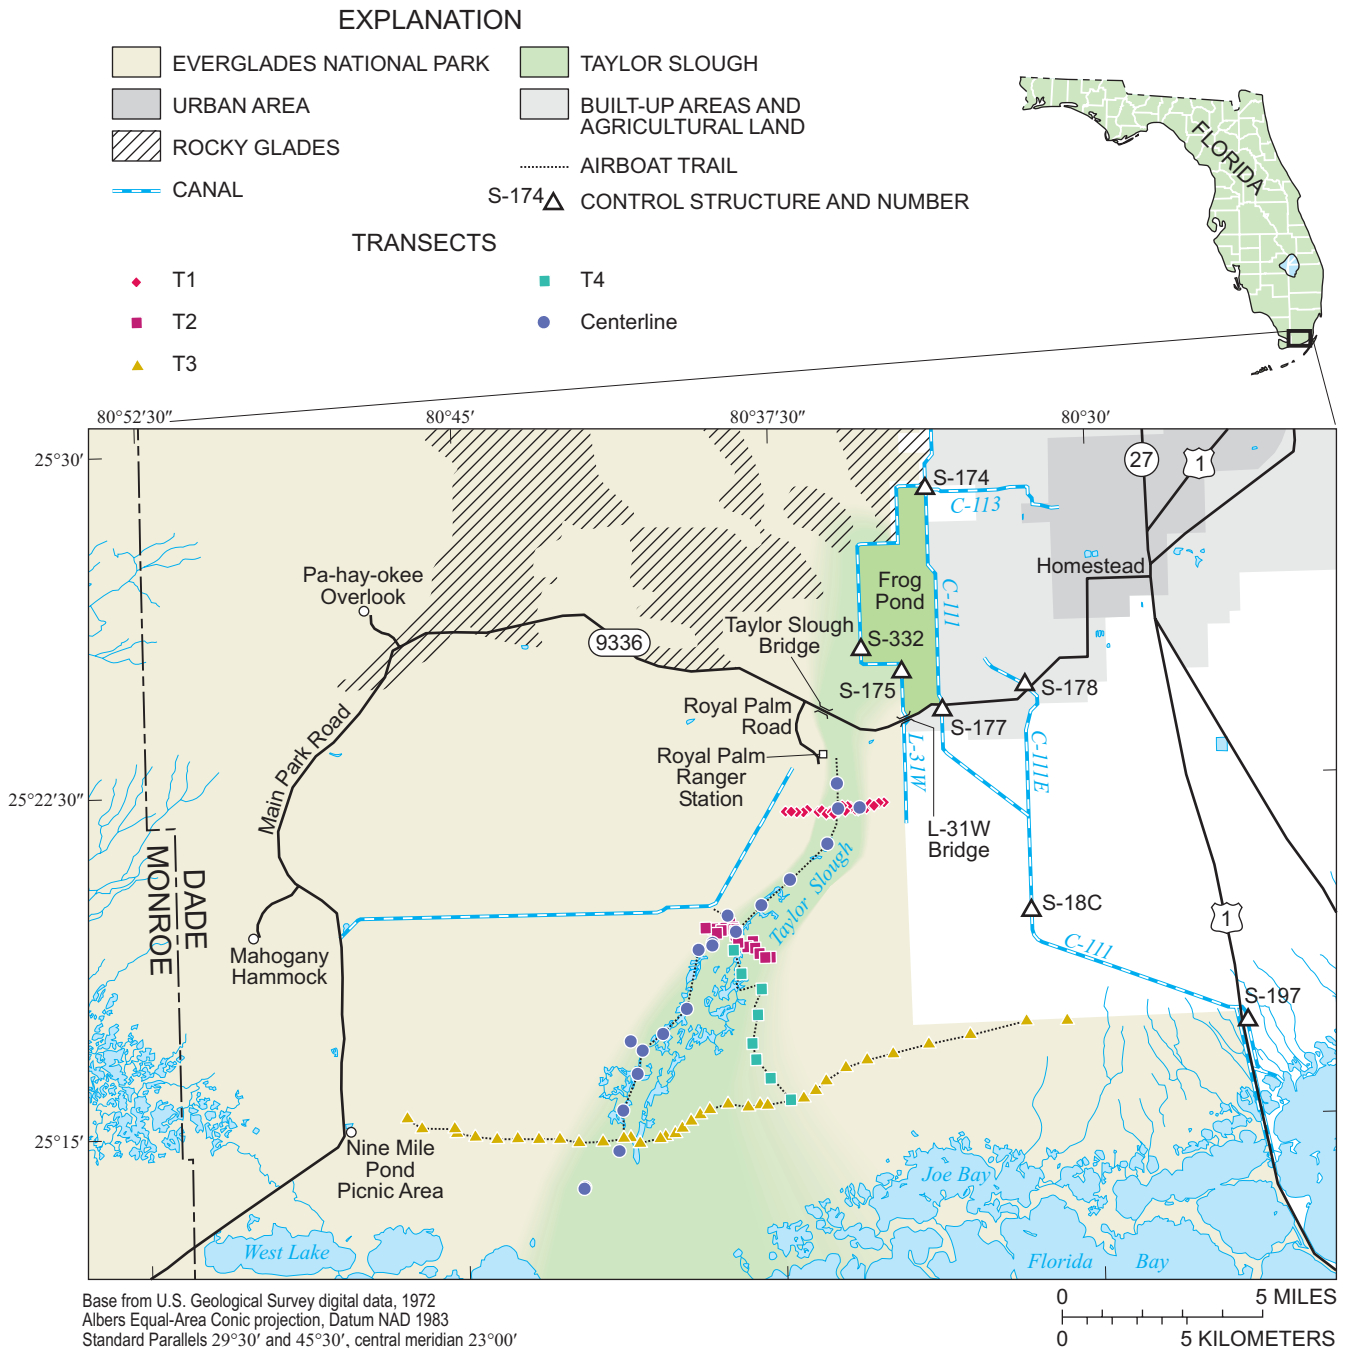 EXPLANATION
EVERGLADES NATIONAL PARK
URBAN AREA
ROCKY GLADES
CANAL
TAYLOR SLOUGH
BUILT-UP AREAS AND
AGRICULTURAL LAND
AIRBOAT TRAIL
S-174 CONTROL STRUCTURE AND NUMBER
TRANSECTS
T1
T2
T3
T4
Centerline
FLORIDA
80°52'30" 80°45' 80°37'30" 80°30'
25°30'
25°22'30"
25°15'
27
1
S-174
C-113
Homestead
Pa-hay-okee
Overlook
Frog
Pond
C-111
9336
Taylor Slough
Bridge
S-332
S-175
S-178
S-177
Royal Palm
Road
Main Park Road
Royal Palm
Ranger
Station
L-31W
C-111E
L-31W
Bridge
Taylor Slough
DADE
MONROE
Mahogany
Hammock
S-18C
C-111
1
S-197
Nine Mile
Pond
Picnic Area
Joe Bay
West Lake
Florida Bay
Base from U.S. Geological Survey digital data, 1972
Albers Equal-Area Conic projection, Datum NAD 1983
Standard Parallels 29°30' and 45°30', central meridian 23°00'
0 5 MILES
0 5 KILOMETERS